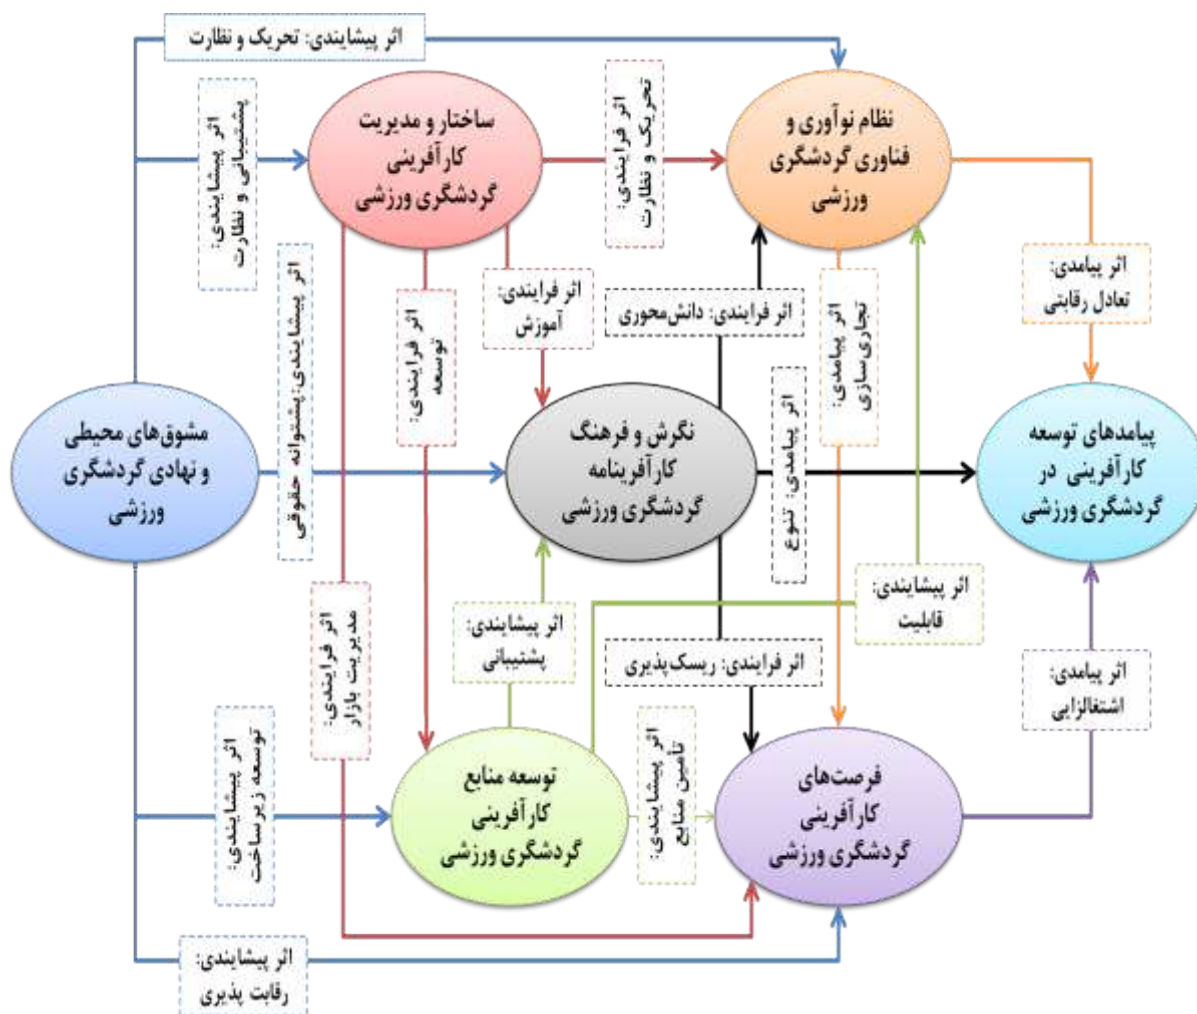 اثر پیشایندی: تحریک و نظارت
ساختار و مدیریت
کارآفرینی
گردشگری ورزشی
نظام نوآوری و
فناوری گردشگری
ورزشی
اثر پیشایندی:
پشتیبانی و نظارت
اثر فرایندی:
تحریک و نظارت
اثر پیامدی:
تعادل رقابتی
اثر پیشایندی: پشتوانه حقوقی
اثر فرایندی:
توسعه
اثر فرایندی:
آموزش
اثر فرایندی: دانش‌محوری
اثر پیامدی:
تجاری‌سازی
مشوق‌های محیطی
و نهادی گردشگری
ورزشی
نگرش و فرهنگ
کارآفرینامه
گردشگری ورزشی
اثر پیامدی: تنوع
پیامدهای توسعه
کارآفرینی در
گردشگری ورزشی
اثر فرایندی:
مدیریت بازار
اثر پیشایندی:
پشتیبانی
اثر فرایندی: ریسک‌پذیری
اثر پیشایندی:
قابلیت
اثر پیامدی:
اشتغالزایی
اثر پیشایندی:
توسعه زیرساخت
توسعه منابع
کارآفرینی
گردشگری ورزشی
اثر پیشایندی:
تامین منابع
فرصت‌های
کارآفرینی
گردشگری ورزشی
اثر پیشایندی:
رقابت پذیری